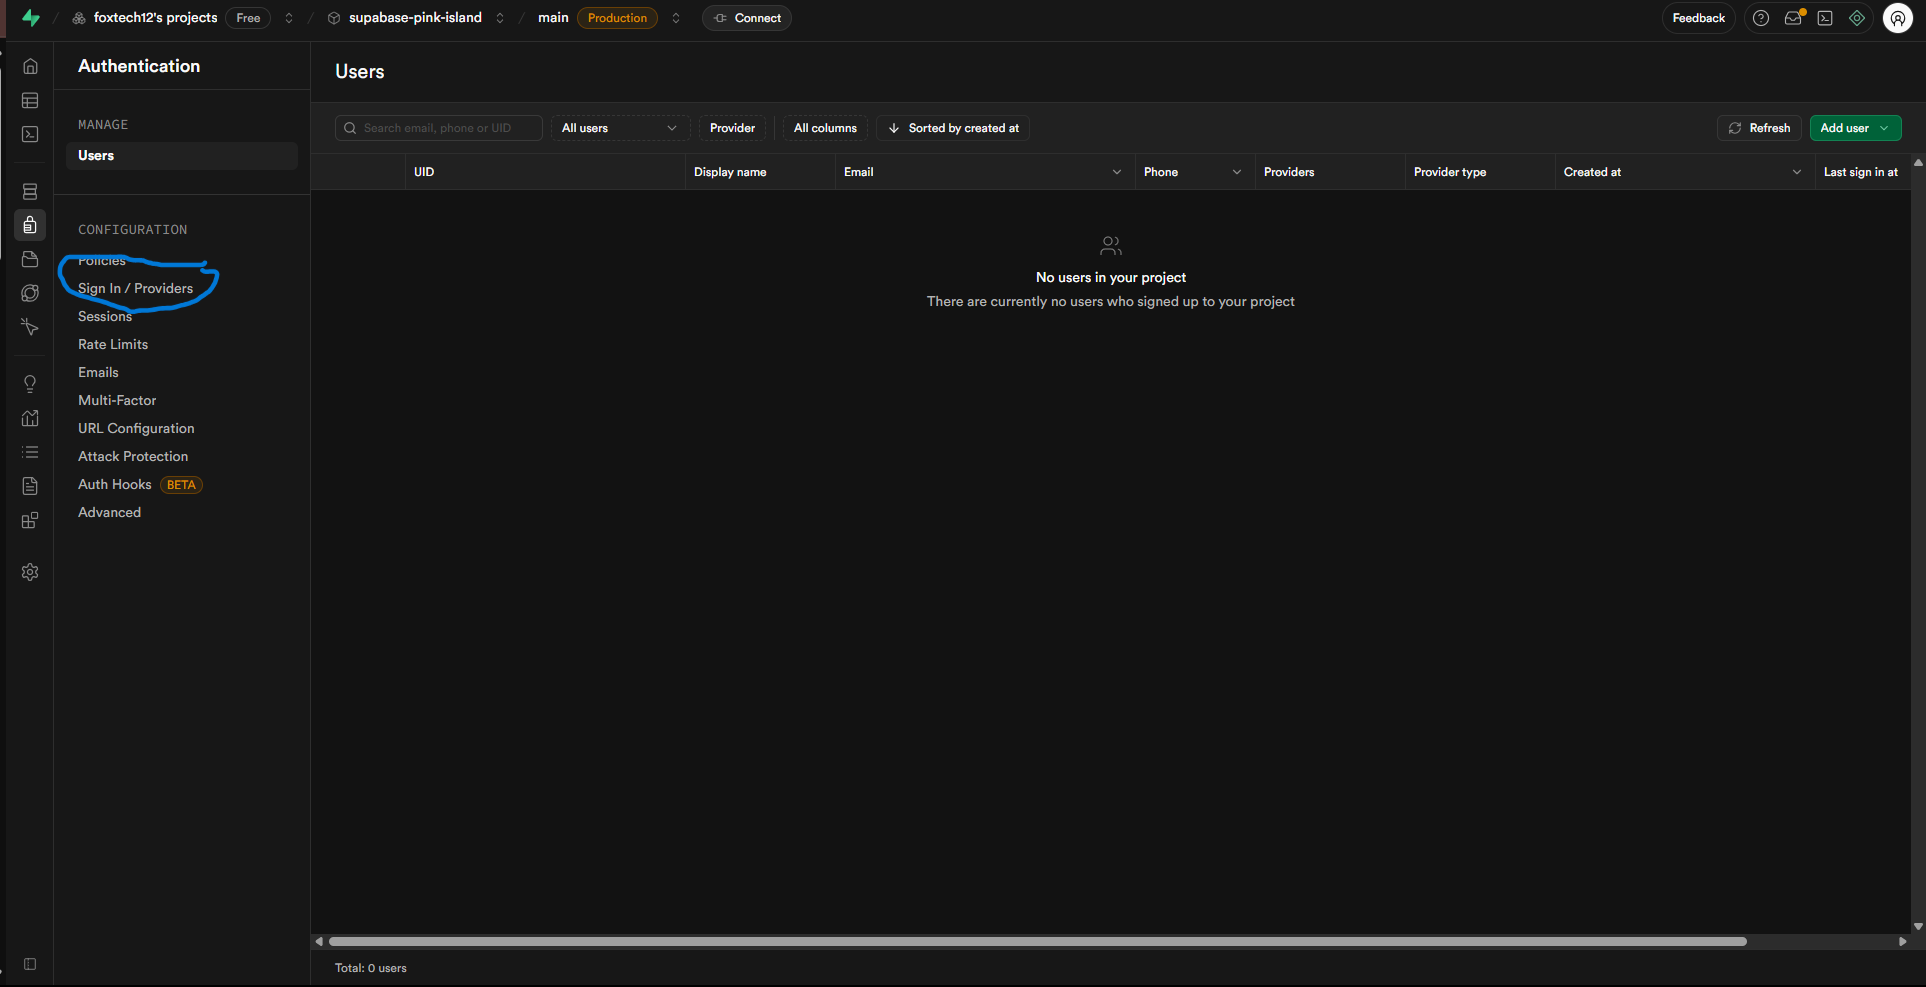 foxtech12's projects Free supabase-pink-island main Production Connect Feedback
Authentication
MANAGE
Users
CONFIGURATION
Policies
Sign In / Providers
Sessions
Rate Limits
Emails
Multi-Factor
URL Configuration
Attack Protection
Auth Hooks BETA
Advanced
Users
Search email, phone or UID All users Provider All columns Sorted by created at Refresh Add user
UID Display name Email Phone Providers Provider type Created at Last sign in at
No users in your project
There are currently no users who signed up to your project
Total: 0 users